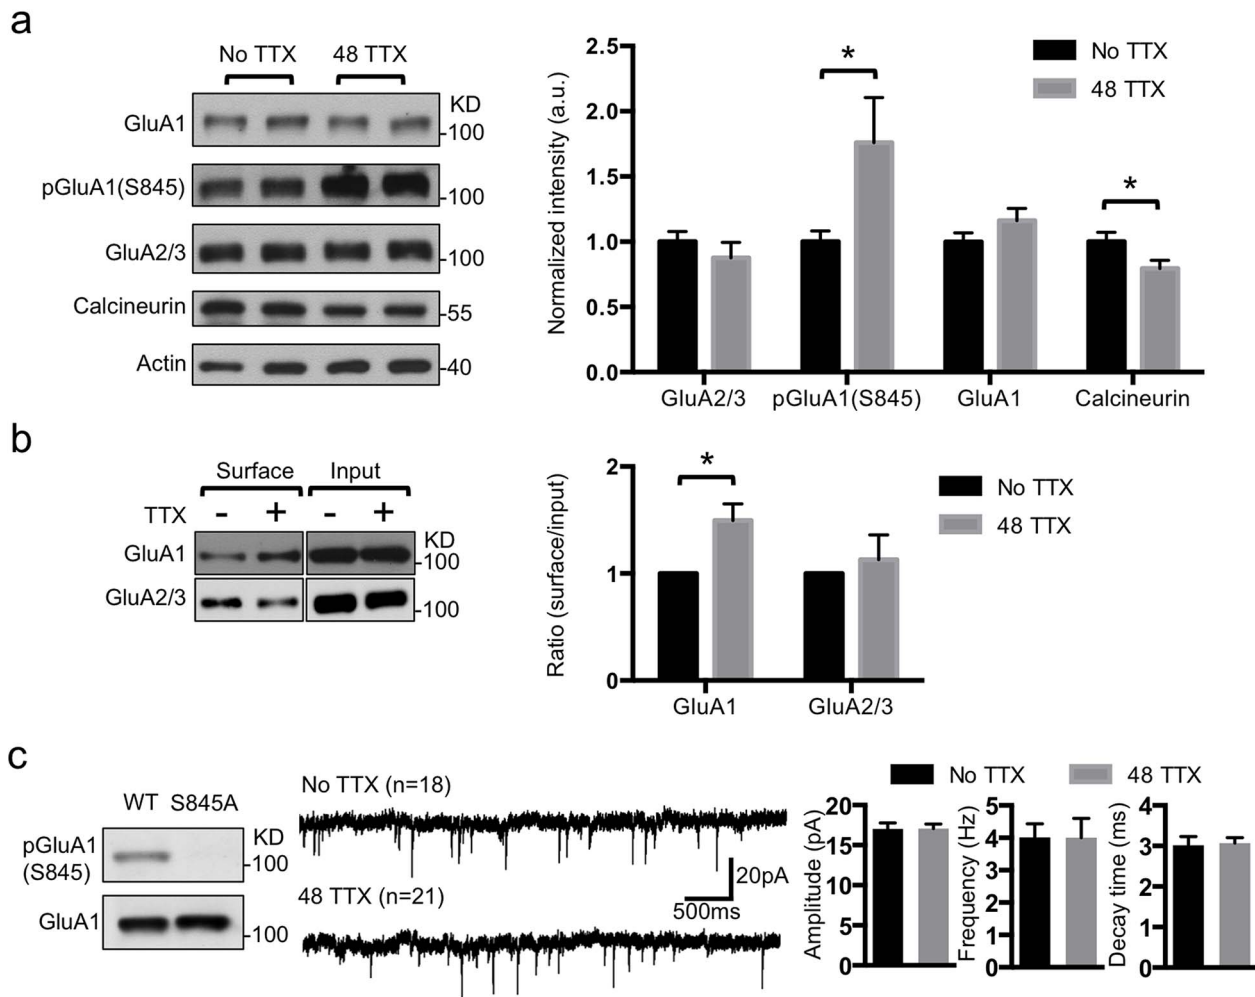 a
No TTX 48 TTX
KD
GluA1
-100
pGluA1(S845)
-100
GluA2/3
-100
Calcineurin
-55
Actin
-40
Normalized intensity (a.u.)
2.5
2.0
1.5
1.0
0.5
0.0
*
*
No TTX
48 TTX
GluA2/3 pGluA1(S845) GluA1 Calcineurin
b
Surface Input
TTX - + - +
KD
GluA1
-100
GluA2/3
-100
Ratio (surface/input)
2
1
0
*
No TTX
48 TTX
GluA1 GluA2/3
c
WT S845A
KD
pGluA1
(S845)
-100
GluA1
-100
No TTX (n=18)
20pA
500ms
48 TTX (n=21)
No TTX 48 TTX
Amplitude (pA)
20
15
10
5
0
Frequency (Hz)
5
4
3
2
1
0
Decay time (ms)
4
3
2
1
0